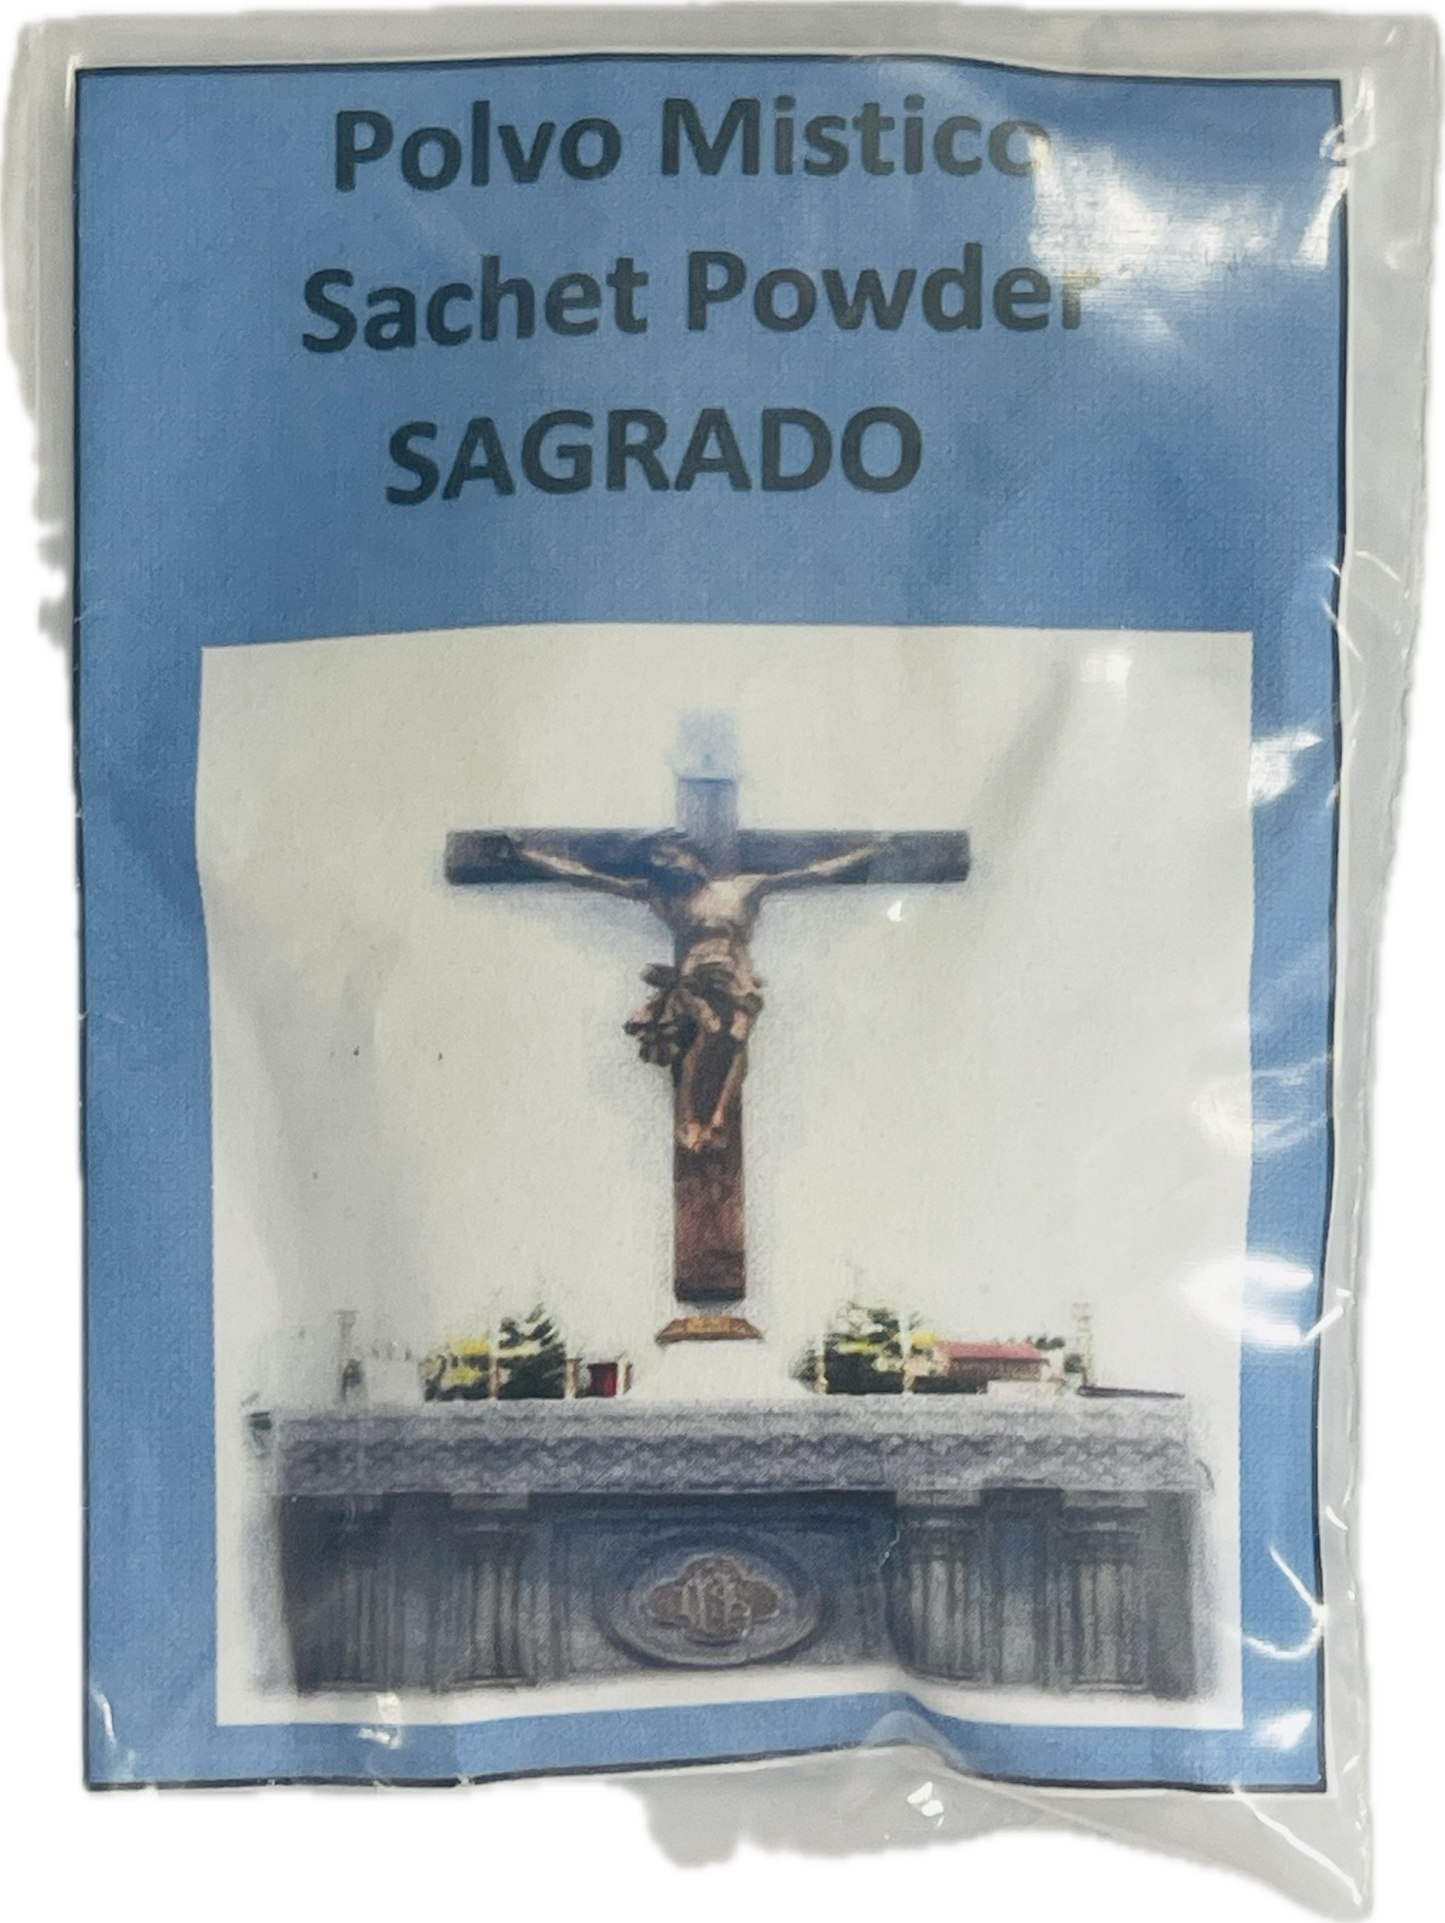 Polvo Mistico
Sachet Powder
SAGRADO